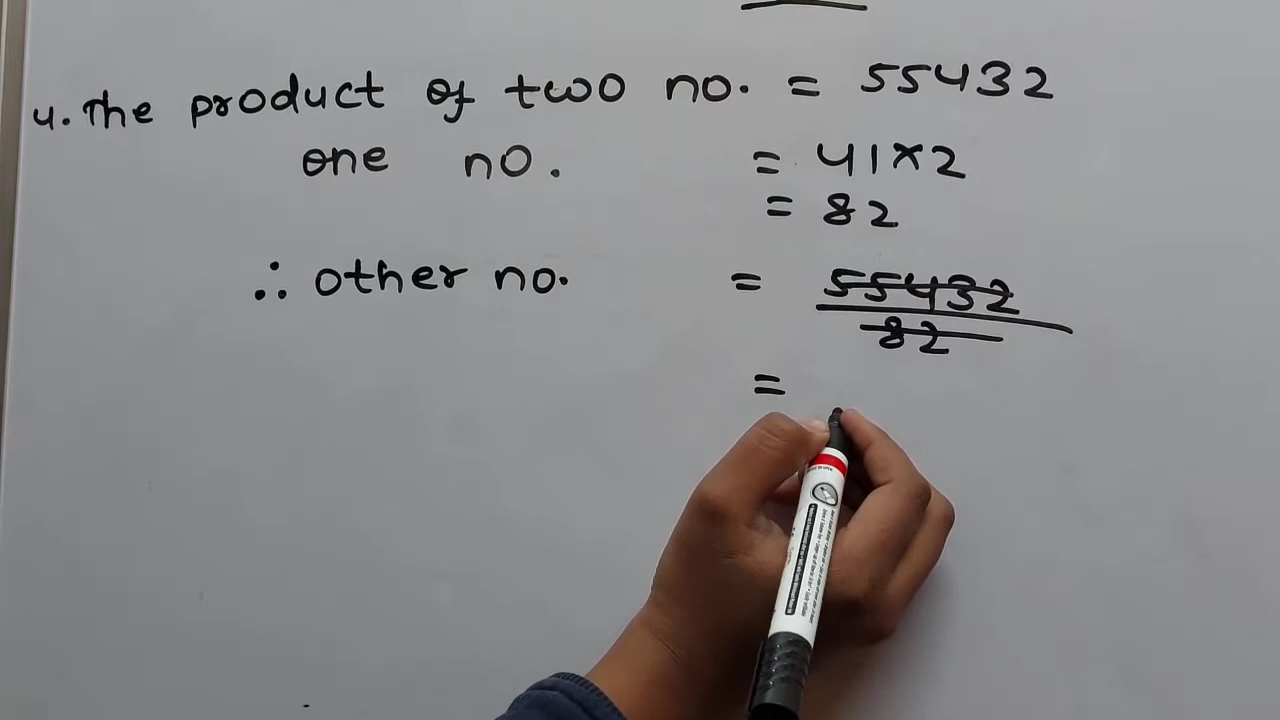 4. The product of two no. = 55432
one no. = 41×2
= 82
∴ other no. = 55432
82
=